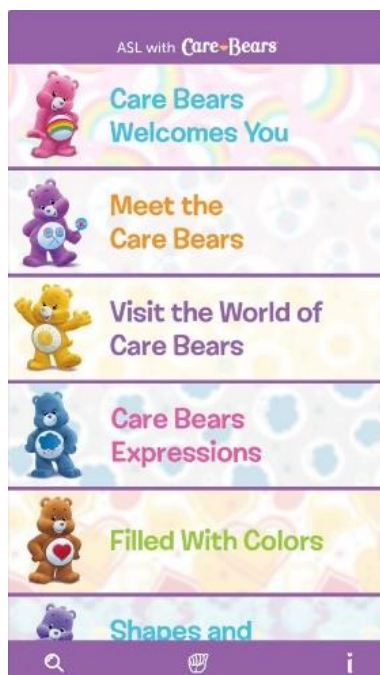 ASL with Care Bears
Care Bears
Welcomes You
Meet the
Care Bears
Visit the World of
Care Bears
Care Bears
Expressions
Filled With Colors
Shapes and